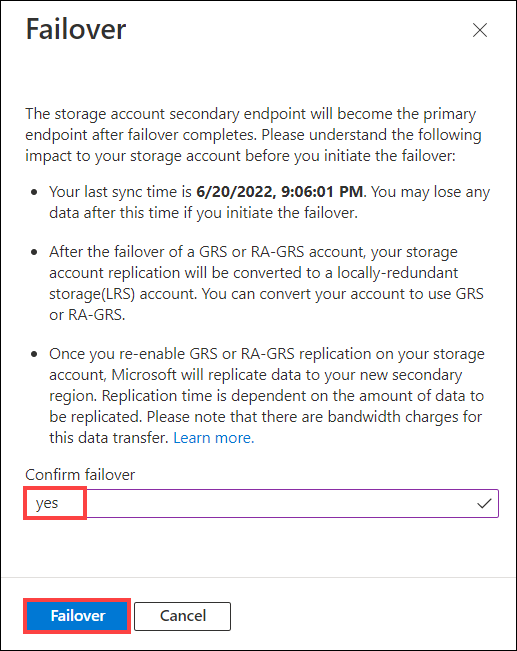 Failover
The storage account secondary endpoint will become the primary
endpoint after failover completes. Please understand the following
impact to your storage account before you initiate the failover:
• Your last sync time is 6/20/2022, 9:06:01 PM. You may lose any
data after this time if you initiate the failover.
• After the failover of a GRS or RA-GRS account, your storage
account replication will be converted to a locally-redundant
storage(LRS) account. You can convert your account to use GRS
or RA-GRS.
• Once you re-enable GRS or RA-GRS replication on your storage
account, Microsoft will replicate data to your new secondary
region. Replication time is dependent on the amount of data to
be replicated. Please note that there are bandwidth charges for
this data transfer. Learn more.
Confirm failover
yes
Failover Cancel